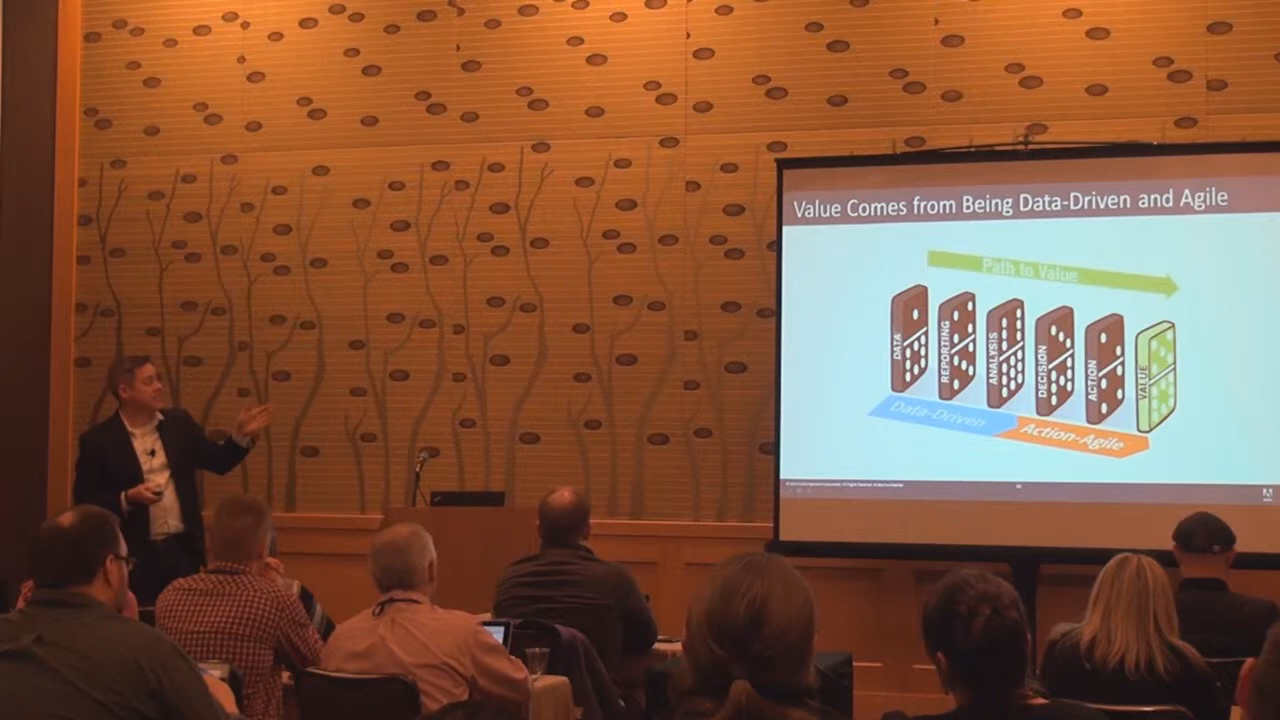 Value Comes from Being Data-Driven and Agile
Path to Value
DATA
REPORTING
ANALYSIS
DECISION
ACTION
VALUE
Data-Driven
Action-Agile